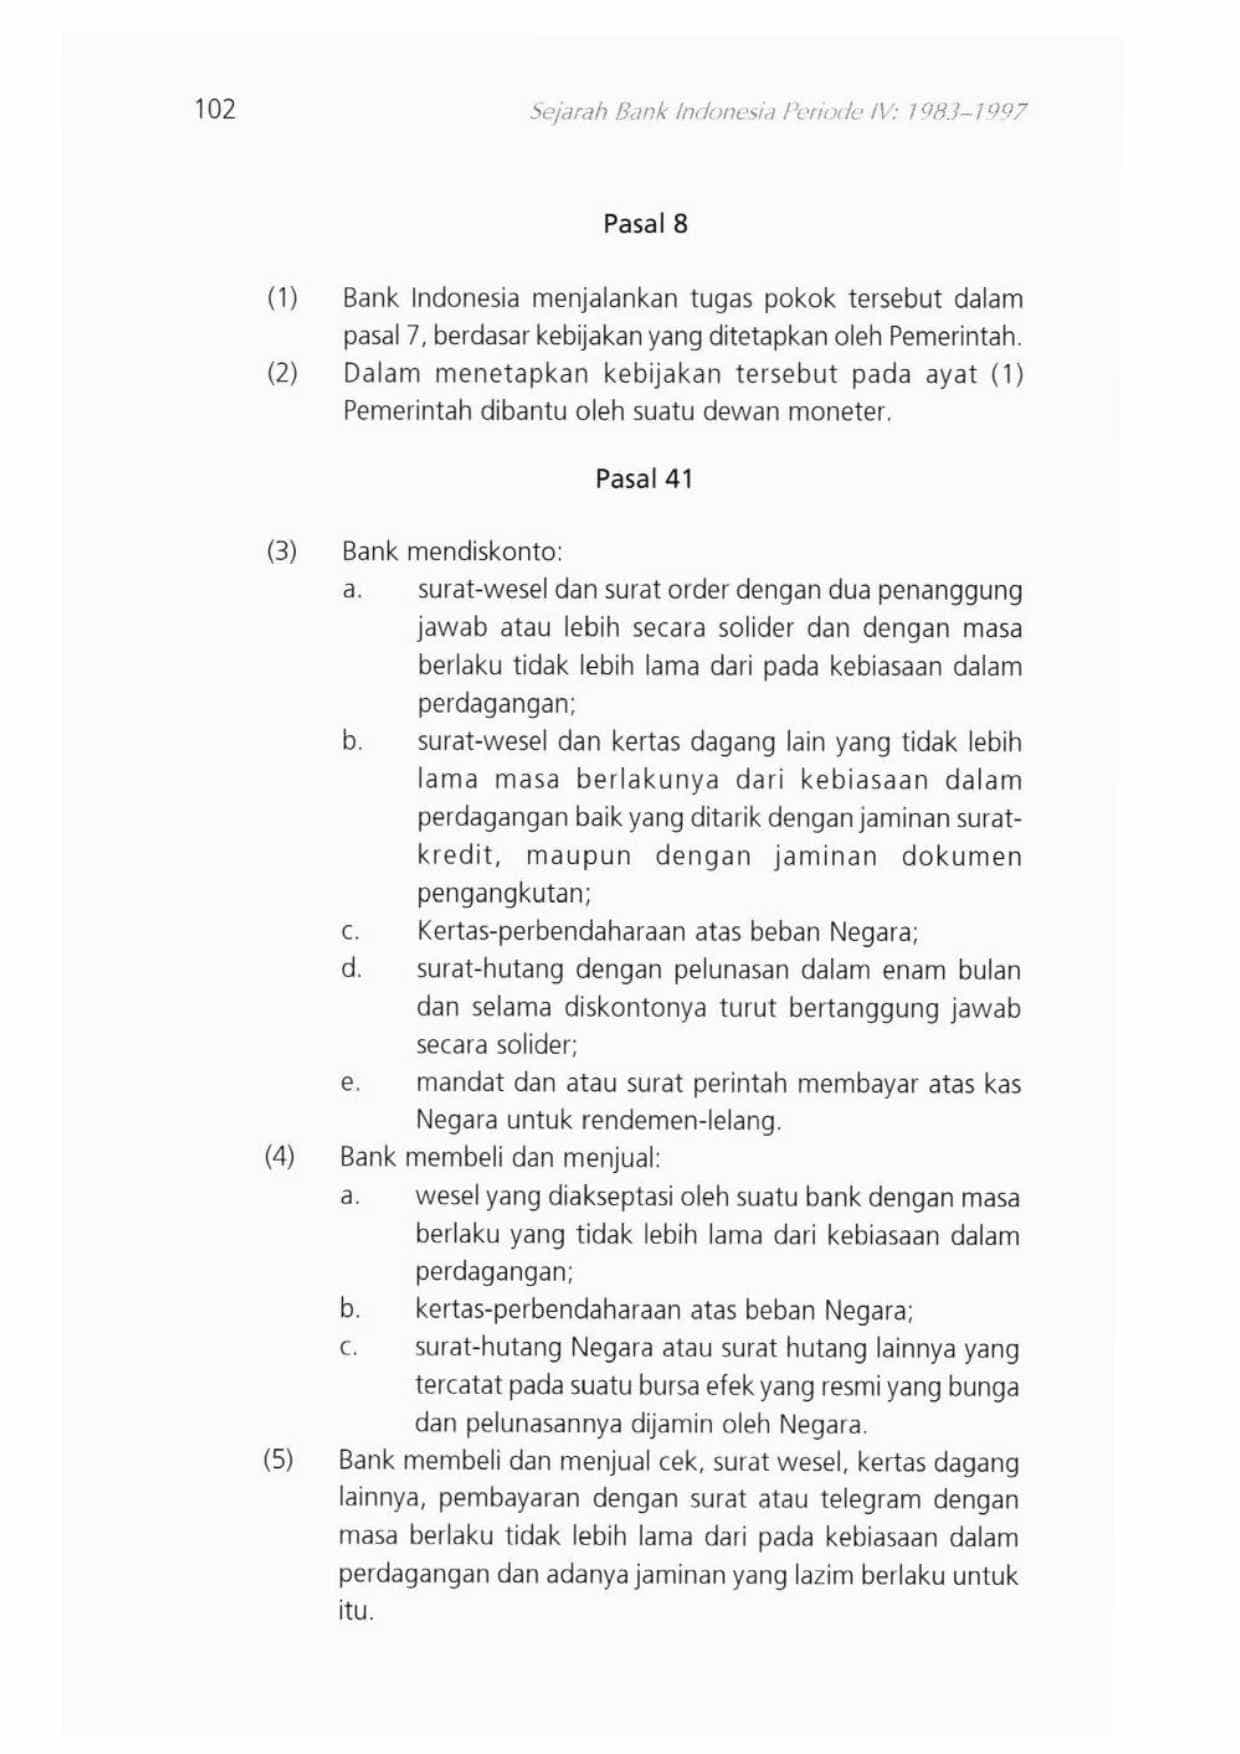 102
Sejarah Bank Indonesia Periode IV: 1983–1997
Pasal 8
(1) Bank Indonesia menjalankan tugas pokok tersebut dalam
pasal 7, berdasar kebijakan yang ditetapkan oleh Pemerintah.
(2) Dalam menetapkan kebijakan tersebut pada ayat (1)
Pemerintah dibantu oleh suatu dewan moneter.
Pasal 41
(3) Bank mendiskonto:
a. surat-wesel dan surat order dengan dua penanggung
jawab atau lebih secara solider dan dengan masa
berlaku tidak lebih lama dari pada kebiasaan dalam
perdagangan;
b. surat-wesel dan kertas dagang lain yang tidak lebih
lama masa berlakunya dari kebiasaan dalam
perdagangan baik yang ditarik dengan jaminan surat-
kredit, maupun dengan jaminan dokumen
pengangkutan;
c. Kertas-perbendaharaan atas beban Negara;
d. surat-hutang dengan pelunasan dalam enam bulan
dan selama diskontonya turut bertanggung jawab
secara solider;
e. mandat dan atau surat perintah membayar atas kas
Negara untuk rendemen-lelang.
(4) Bank membeli dan menjual:
a. wesel yang diakseptasi oleh suatu bank dengan masa
berlaku yang tidak lebih lama dari kebiasaan dalam
perdagangan;
b. kertas-perbendaharaan atas beban Negara;
c. surat-hutang Negara atau surat hutang lainnya yang
tercatat pada suatu bursa efek yang resmi yang bunga
dan pelunasannya dijamin oleh Negara.
(5) Bank membeli dan menjual cek, surat wesel, kertas dagang
lainnya, pembayaran dengan surat atau telegram dengan
masa berlaku tidak lebih lama dari pada kebiasaan dalam
perdagangan dan adanya jaminan yang lazim berlaku untuk
itu.